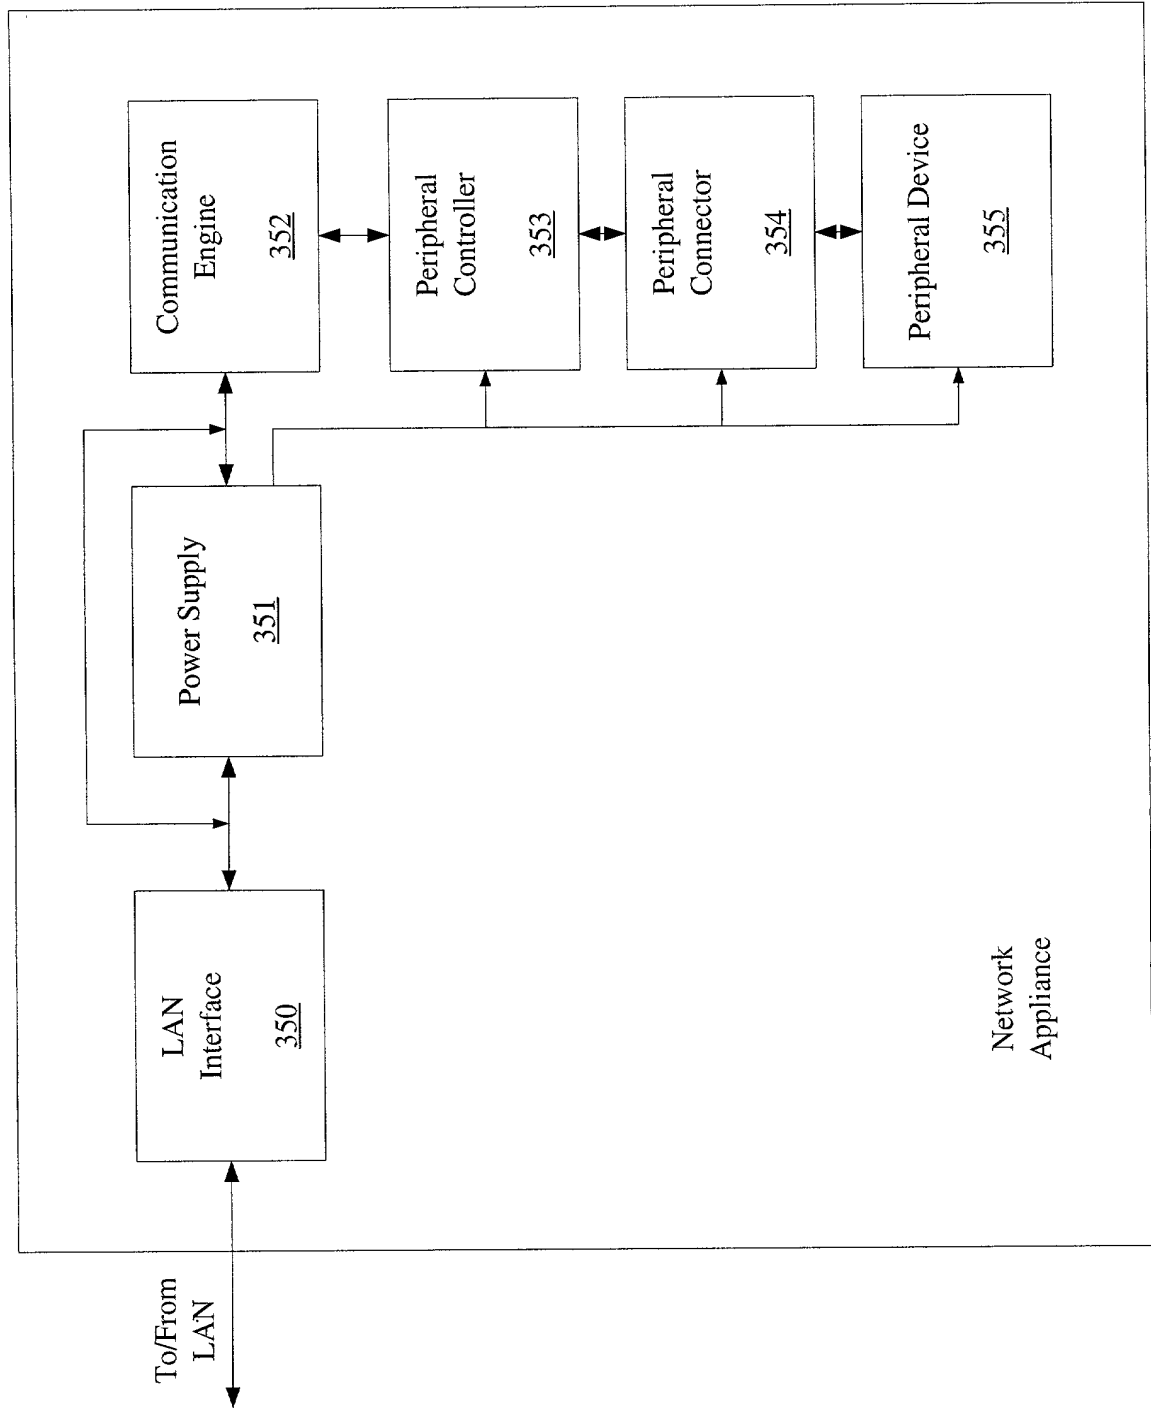 To/From
LAN
LAN
Interface
350
Power Supply
351
Communication
Engine
352
Peripheral
Controller
353
Peripheral
Connector
354
Peripheral Device
355
Network
Appliance